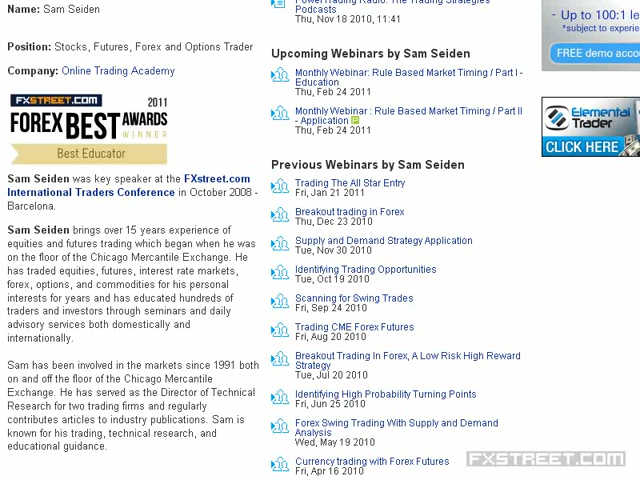 Name: Sam Seiden
Position: Stocks, Futures, Forex and Options Trader
Company: Online Trading Academy
FXSTREET.COM
2011
FOREX BEST AWARDS
WINNER
Best Educator
Sam Seiden was key speaker at the FXstreet.com
International Traders Conference in October 2008 -
Barcelona.
Sam Seiden brings over 15 years experience of
equities and futures trading which began when he was
on the floor of the Chicago Mercantile Exchange. He
has traded equities, futures, interest rate markets,
forex, options, and commodities for his personal
interests for years and has educated hundreds of
traders and investors through seminars and daily
advisory services both domestically and
internationally.
Sam has been involved in the markets since 1991 both
on and off the floor of the Chicago Mercantile
Exchange. He has served as the Director of Technical
Research for two trading firms and regularly
contributes articles to industry publications. Sam is
known for his trading, technical research, and
educational guidance.
PowerTrading Radio: The Trading Strategies
Podcasts
Thu, Nov 18 2010, 11:41
Upcoming Webinars by Sam Seiden
Monthly Webinar: Rule Based Market Timing / Part I -
Education
Thu, Feb 24 2011
Monthly Webinar : Rule Based Market Timing / Part II
- Application P
Thu, Feb 24 2011
Previous Webinars by Sam Seiden
Trading The All Star Entry
Fri, Jan 21 2011
Breakout trading in Forex
Thu, Dec 23 2010
Supply and Demand Strategy Application
Tue, Nov 30 2010
Identifying Trading Opportunities
Tue, Oct 19 2010
Scanning for Swing Trades
Fri, Sep 24 2010
Trading CME Forex Futures
Fri, Aug 20 2010
Breakout Trading In Forex, A Low Risk High Reward
Strategy
Tue, Jul 20 2010
Identifying High Probability Turning Points
Fri, Jun 25 2010
Forex Swing Trading With Supply and Demand
Analysis
Wed, May 19 2010
Currency trading with Forex Futures
Fri, Apr 16 2010
- Up to 100:1 le
*subject to experie
FREE demo acco
Elemental
Trader
CLICK HERE
FXSTREET.COM